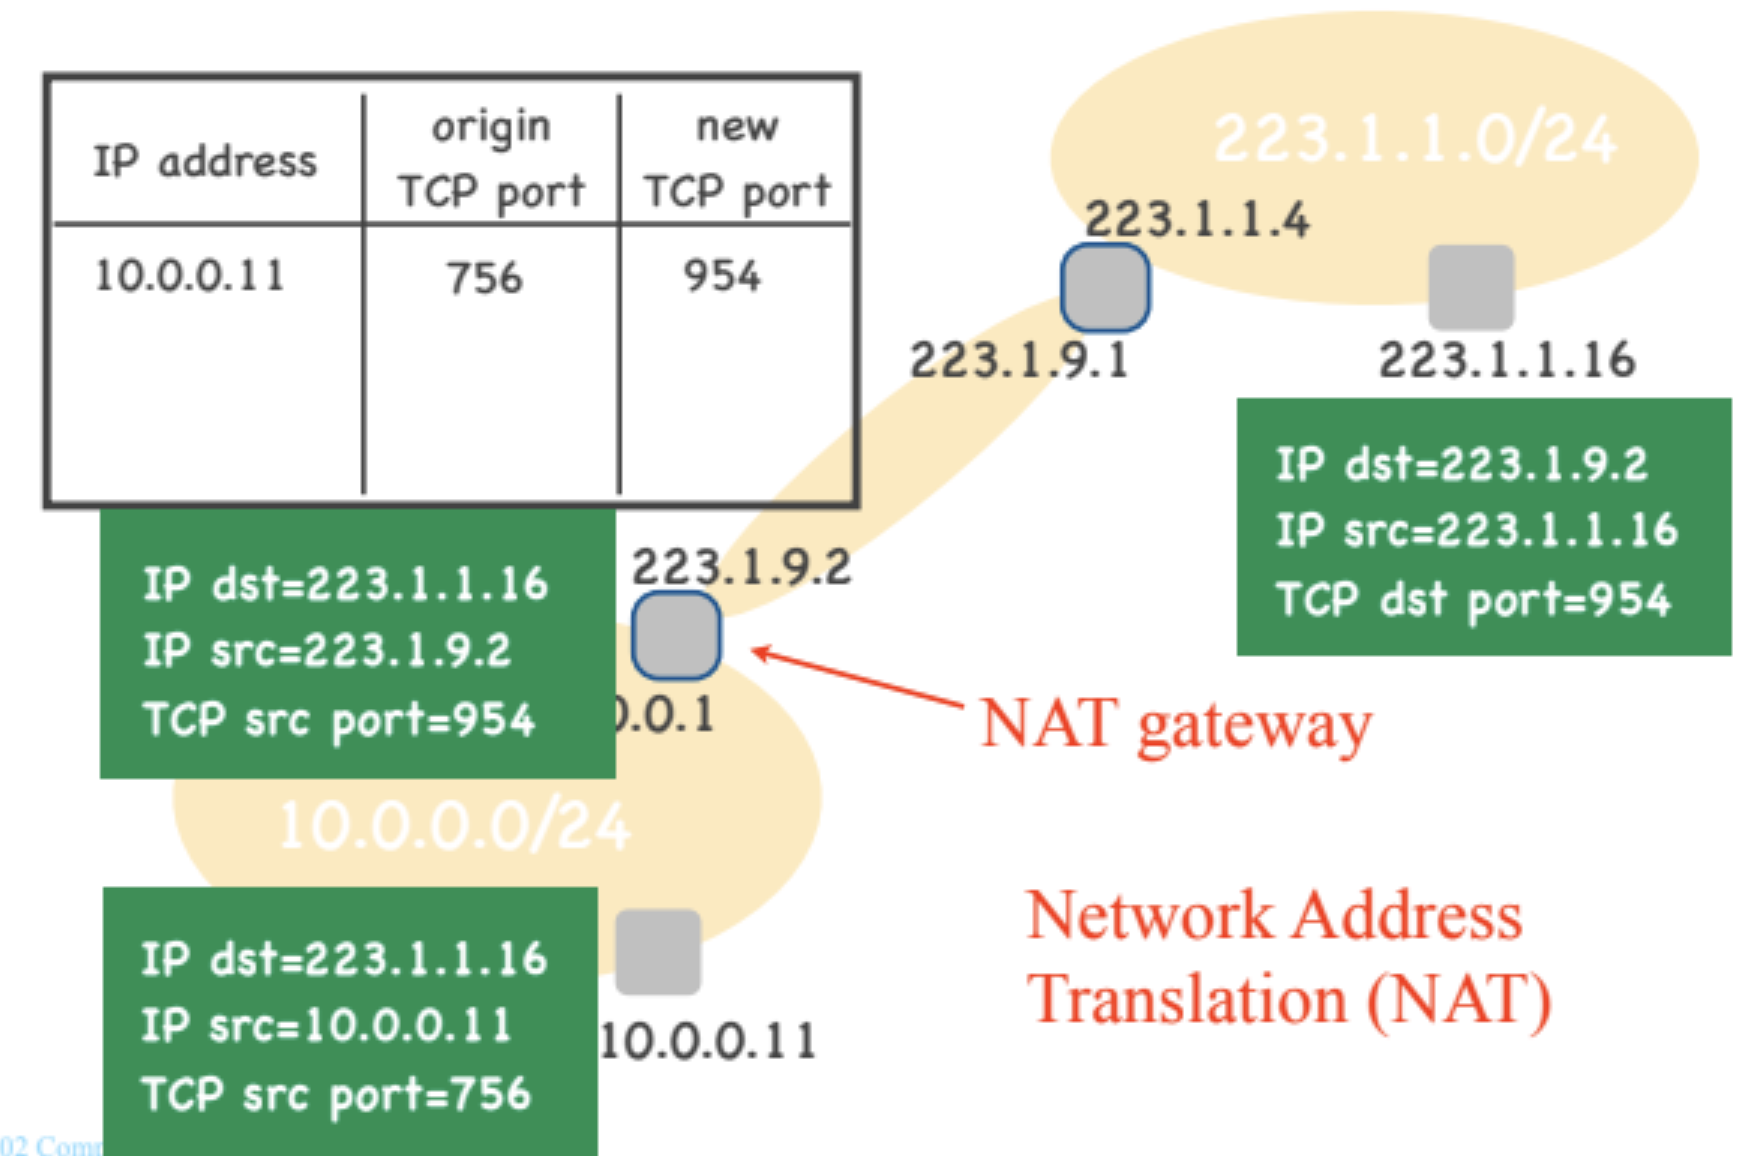 IP address
origin
TCP port
new
TCP port
10.0.0.11
756
954
223.1.1.0/24
223.1.1.4
223.1.9.1
223.1.1.16
IP dst=223.1.9.2
IP src=223.1.1.16
TCP dst port=954
223.1.9.2
IP dst=223.1.1.16
IP src=223.1.9.2
TCP src port=954
.0.1
NAT gateway
10.0.0.0/24
Network Address
Translation (NAT)
IP dst=223.1.1.16
IP src=10.0.0.11
TCP src port=756
10.0.0.11
02